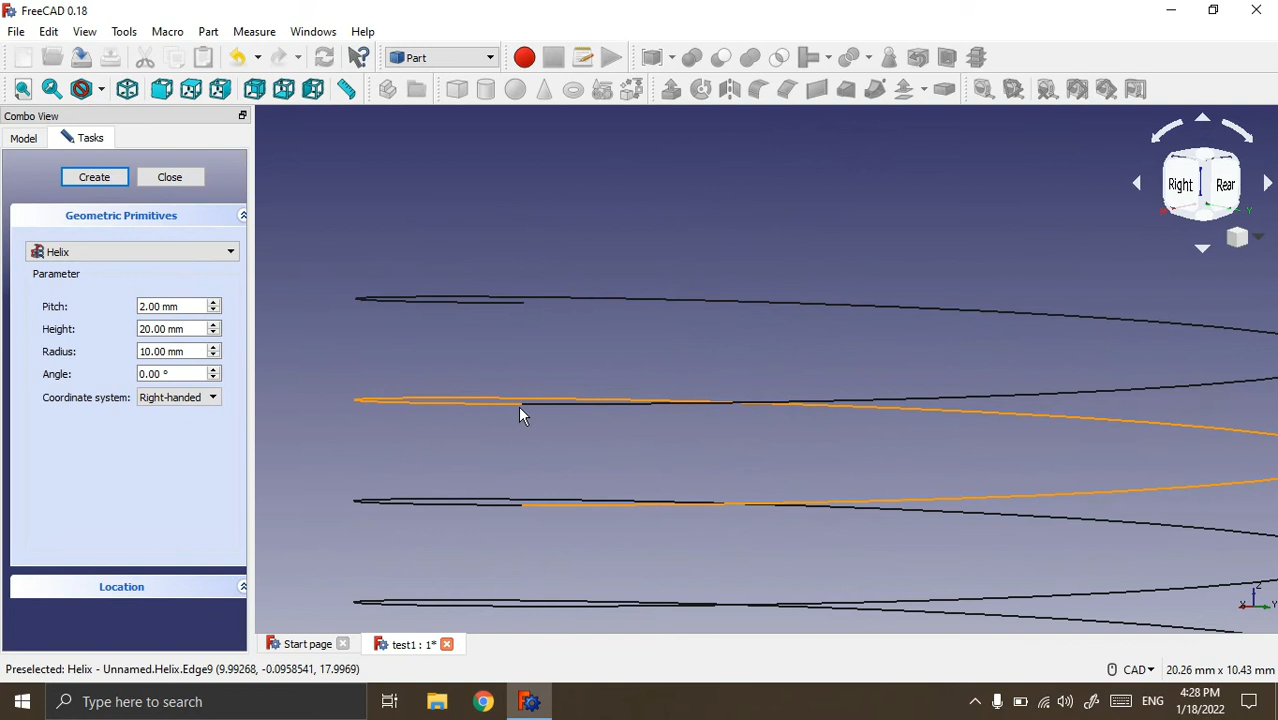 FreeCAD 0.18
File Edit View Tools Macro Part Measure Windows Help
Part
Combo View
Model Tasks
Create Close
Geometric Primitives
Helix
Parameter
Pitch: 2.00 mm
Height: 20.00 mm
Radius: 10.00 mm
Angle: 0.00 °
Coordinate system: Right-handed
Location
Right Rear
X Y
Z
X Y
Start page test1 : 1*
Preselected: Helix - Unnamed.Helix.Edge9 (9.99268, -0.0958541, 17.9969) CAD 20.26 mm x 10.43 mm
Type here to search
ENG
4:28 PM
1/18/2022